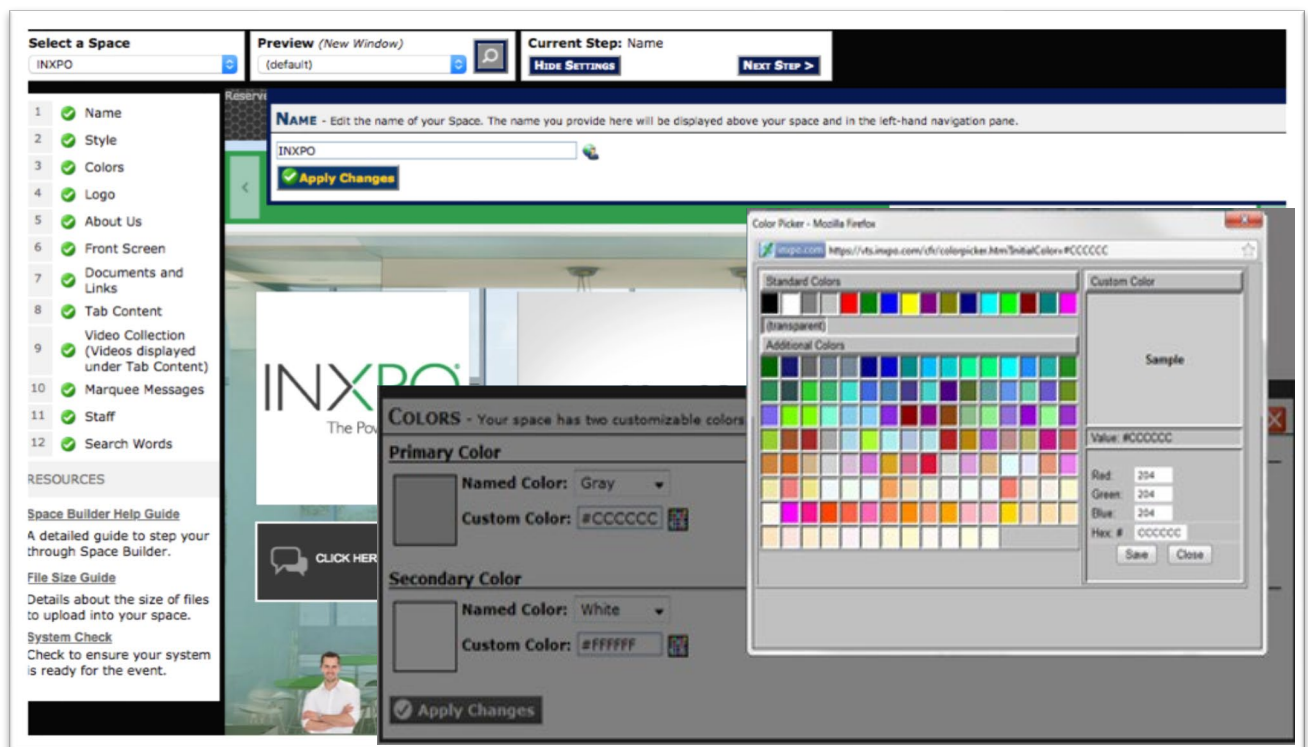 Select a Space
INXPO
Preview (New Window)
(default)
Current Step: Name
HIDE SETTINGS
NEXT STEP >
1 Name
2 Style
3 Colors
4 Logo
5 About Us
6 Front Screen
7 Documents and
Links
8 Tab Content
9 Video Collection
(Videos displayed
under Tab Content)
10 Marquee Messages
11 Staff
12 Search Words
RESOURCES
Space Builder Help Guide
A detailed guide to step your
through Space Builder.
File Size Guide
Details about the size of files
to upload into your space.
System Check
Check to ensure your system
is ready for the event.
Reserve
NAME - Edit the name of your Space. The name you provide here will be displayed above your space and in the left-hand navigation pane.
INXPO
Apply Changes
INXPO
The Po
CLICK HER
COLORS - Your space has two customizable colors
Primary Color
Named Color: Gray
Custom Color: #CCCCCC
Secondary Color
Named Color: White
Custom Color: #FFFFFF
Apply Changes
Color Picker - Mozilla Firefox
inxpo.com https://vts.inxpo.com/cfr/colorpicker.htm?InitialColor=#CCCCCC
Standard Colors
(transparent)
Additional Colors
Custom Color
Sample
Value: #CCCCCC
Red: 204
Green: 204
Blue: 204
Hex: # CCCCCC
Save Close